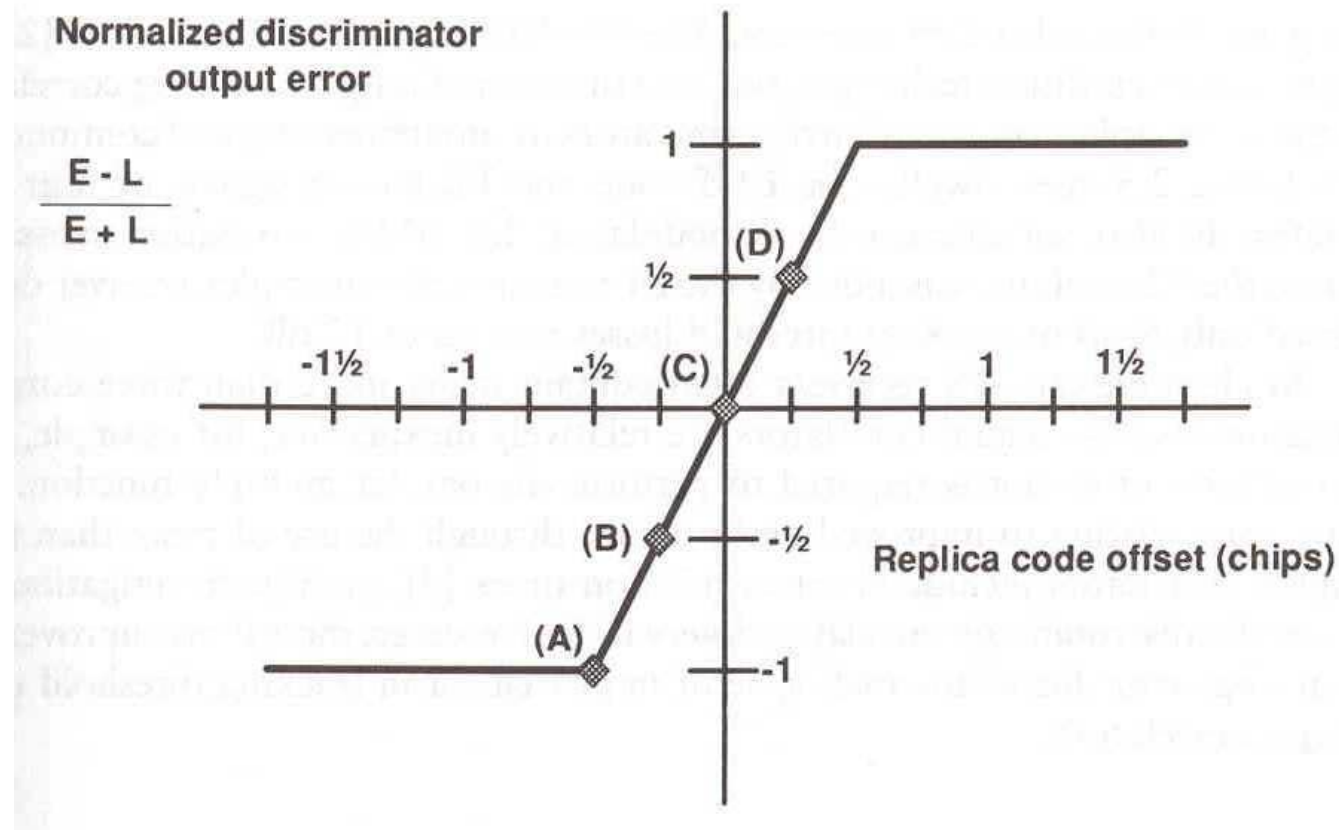 Normalized discriminator
output error
E - L
E + L
1
(D)
½
-1½ -1 -½ (C) ½ 1 1½
(B) -½
Replica code offset (chips)
(A)
-1